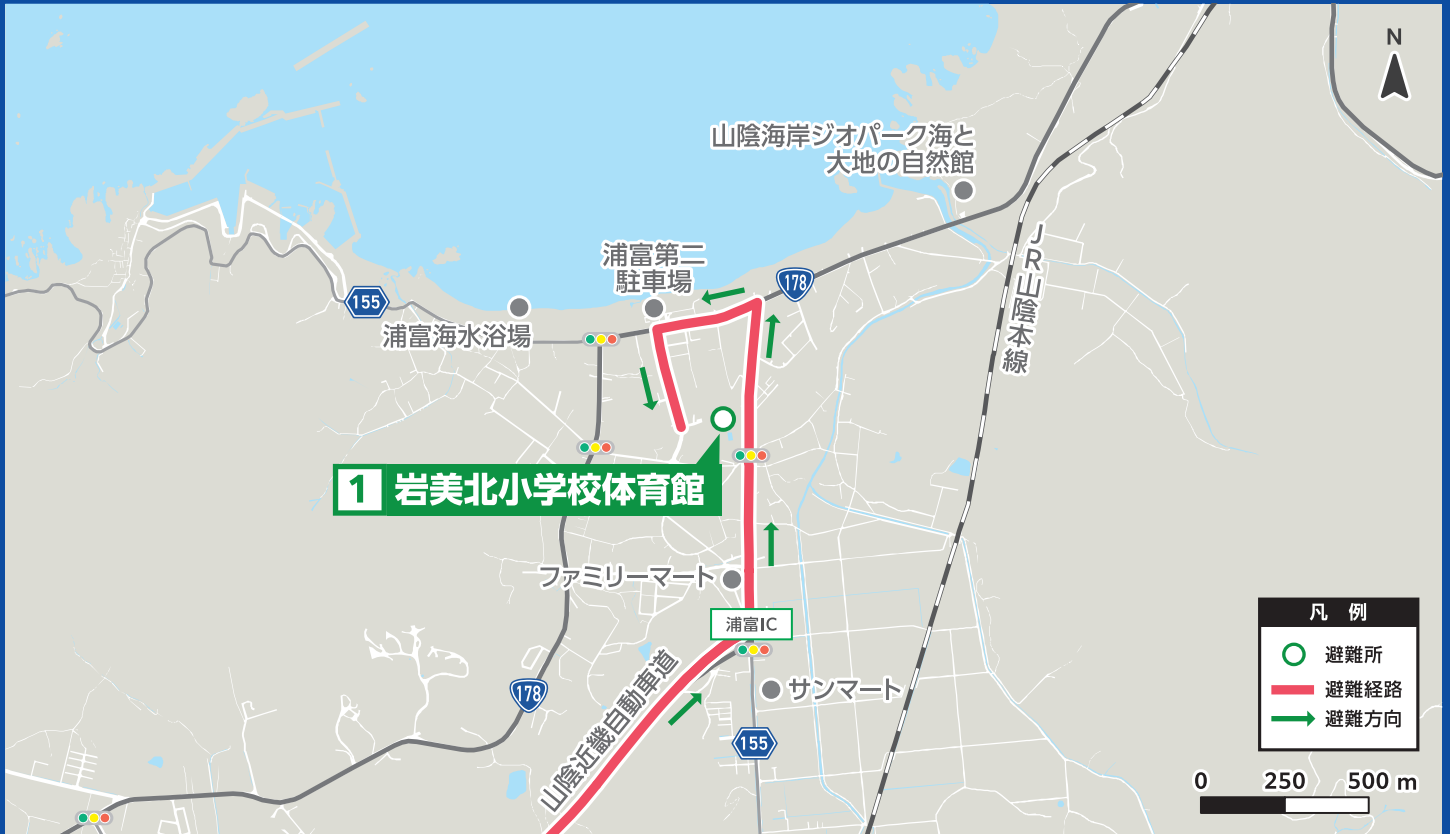 N
山陰海岸ジオパーク海と
大地の自然館
浦富第二
駐車場
178
155
浦富海水浴場
JR山陰本線
1 岩美北小学校体育館
ファミリーマート
浦富IC
山陰近畿自動車道
サンマート
178
155
凡 例
避難所
避難経路
避難方向
0 250 500 m